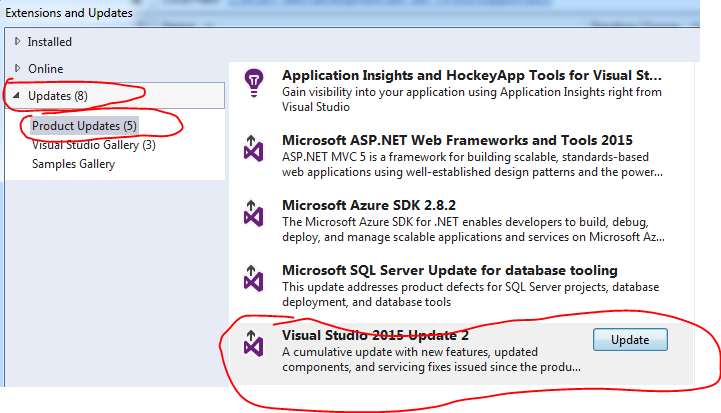 Extensions and Updates
Installed
Online
Updates (8)
Product Updates (5)
Visual Studio Gallery (3)
Samples Gallery
Application Insights and HockeyApp Tools for Visual St...
Gain visibility into your application using Application Insights right from
Visual Studio
Microsoft ASP.NET Web Frameworks and Tools 2015
ASP.NET MVC 5 is a framework for building scalable, standards-based
web applications using well-established design patterns and the power...
Microsoft Azure SDK 2.8.2
The Microsoft Azure SDK for .NET enables developers to build, debug,
deploy, and manage scalable applications and services on Microsoft Az...
Microsoft SQL Server Update for database tooling
This update addresses product defects for SQL Server projects, database
deployment, and database tools
Visual Studio 2015 Update 2
Update
A cumulative update with new features, updated
components, and servicing fixes issued since the produ...